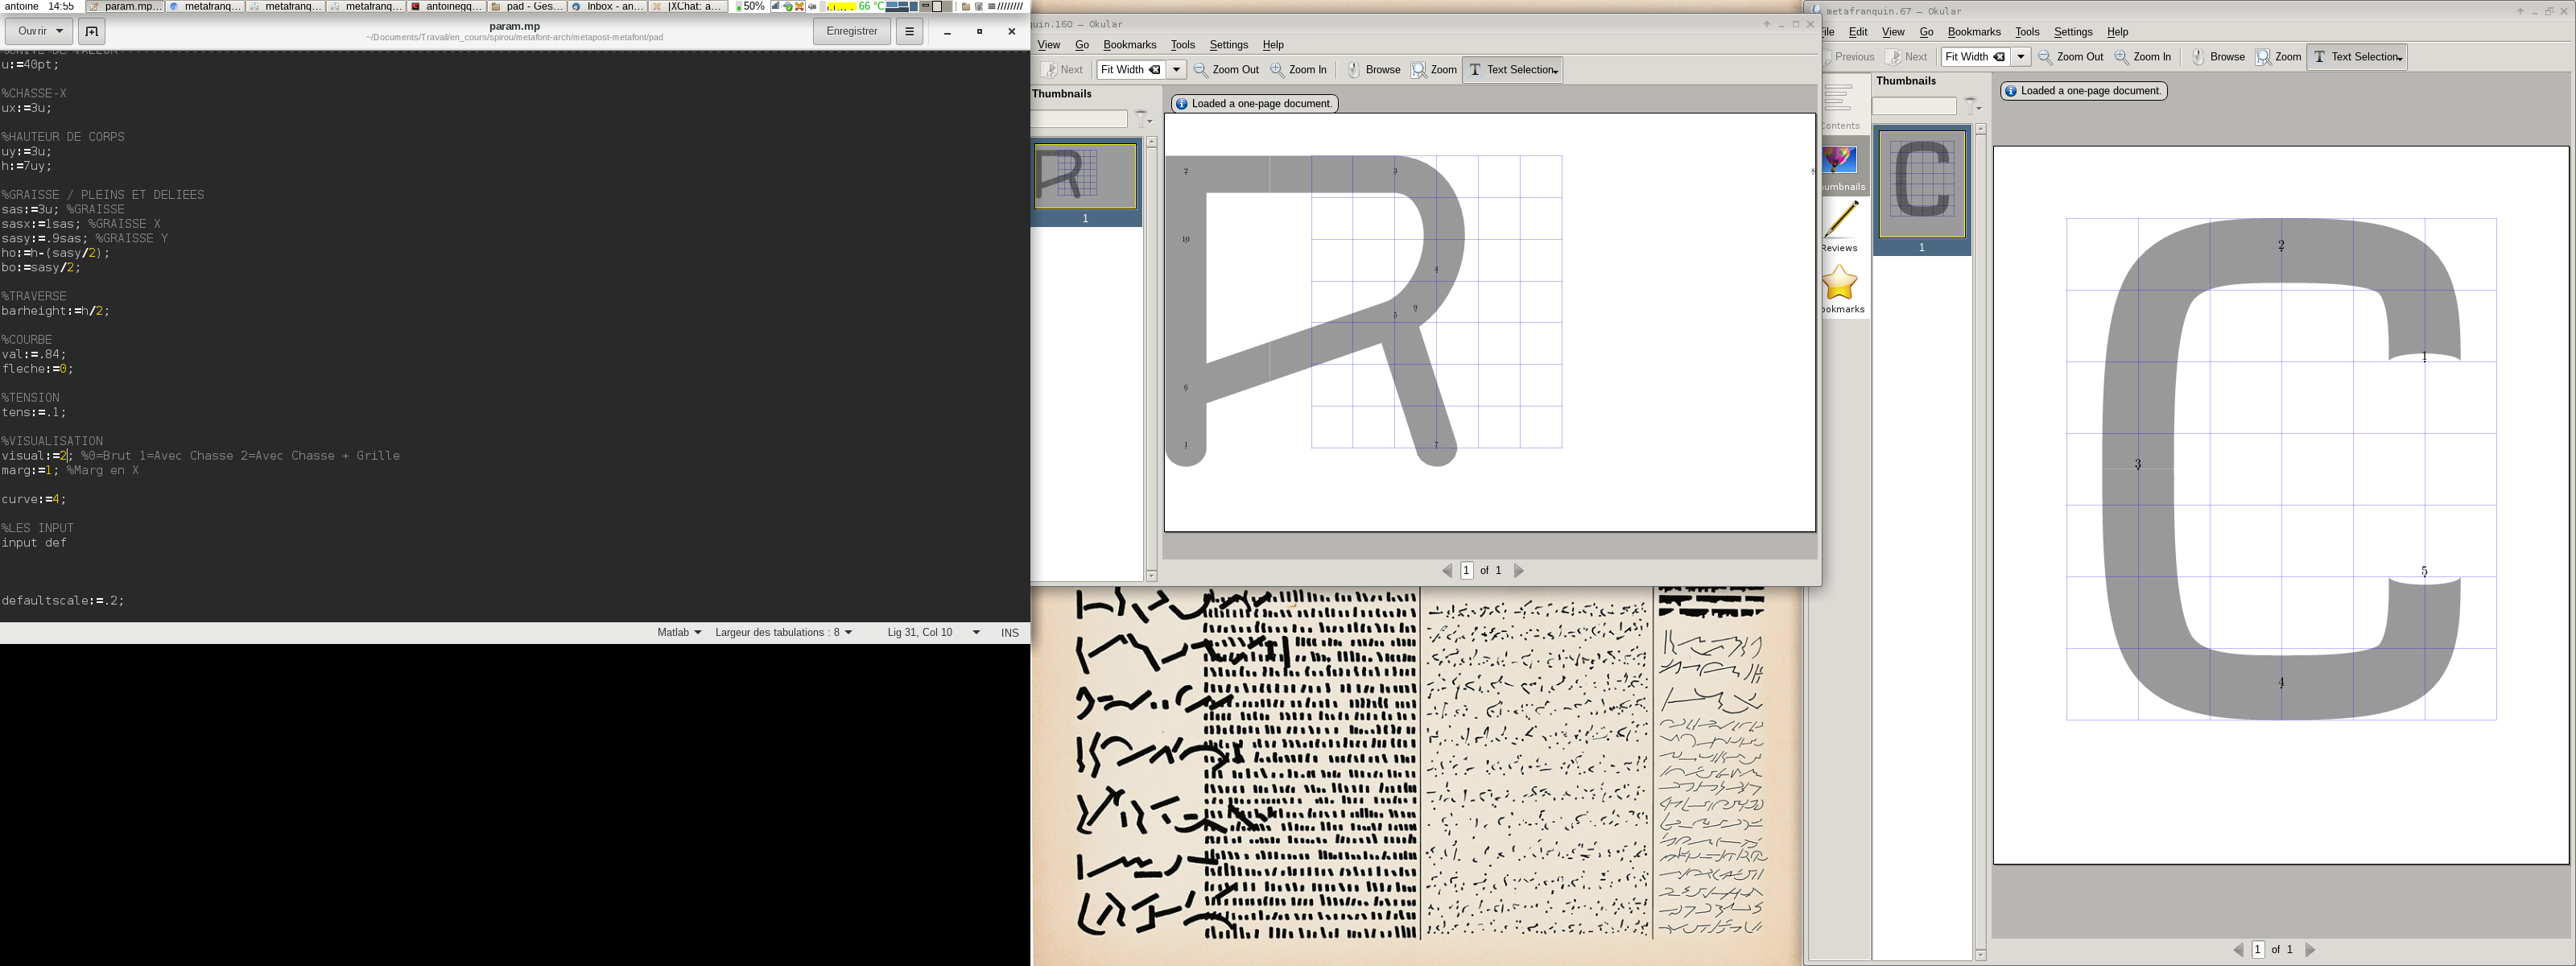 antoine 14:55 param.mp... metafranq... metafranq... metafranq... antoinegq... pad - Ges... Inbox - an... |XChat: a... 50% 66 °C
Ouvrir
param.mp
~/Documents/Travail/en_cours/spirou/metafont-arch/metapost-metafont/pad
Enregistrer
u:=40pt;
%CHASSE-X
ux:=3u;
%HAUTEUR DE CORPS
uy:=3u;
h:=7uy;
%GRAISSE / PLEINS ET DELIEES
sas:=3u; %GRAISSE
sasx:=1sas; %GRAISSE X
sasy:=.9sas; %GRAISSE Y
ho:=h-(sasy/2);
bo:=sasy/2;
%TRAVERSE
barheight:=h/2;
%COURBE
val:=.84;
fleche:=0;
%TENSION
tens:=.1;
%VISUALISATION
visual:=2; %0=Brut 1=Avec Chasse 2=Avec Chasse + Grille
marg:=1; %Marg en X
curve:=4;
%LES INPUT
input def
defaultscale:=.2;
Matlab Largeur des tabulations : 8 Lig 31, Col 10 INS
quin.160 – Okular
View Go Bookmarks Tools Settings Help
Next Fit Width Zoom Out Zoom In Browse Zoom Text Selection
Thumbnails
Loaded a one-page document.
1
2
3
10
4
9
5
6
1
7
8
1 of 1
metafranquin.67 – Okular
File Edit View Go Bookmarks Tools Settings Help
Previous Next Fit Width Zoom Out Zoom In Browse Zoom Text Selection
Contents
Thumbnails
Reviews
Bookmarks
Thumbnails
Loaded a one-page document.
1
2
1
3
5
4
1 of 1